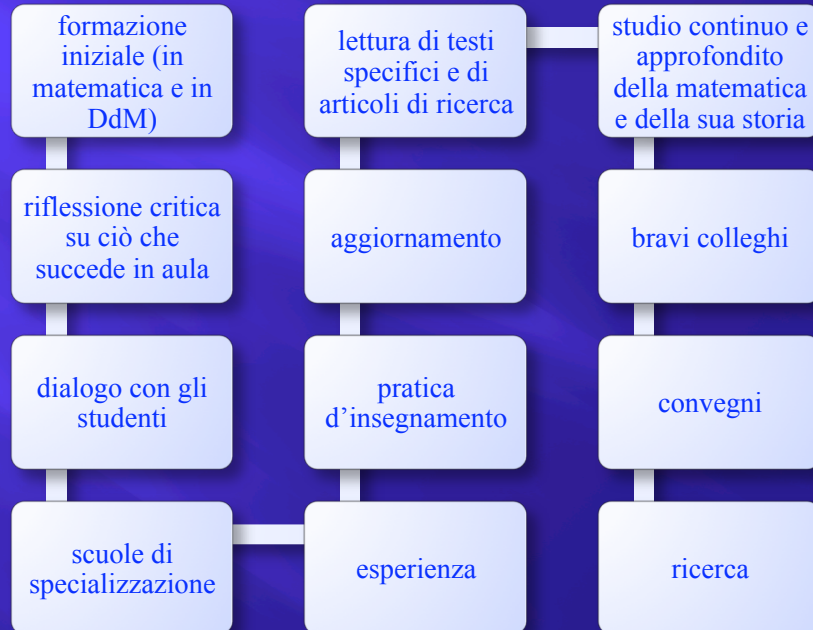 formazione
iniziale (in
matematica e in
DdM)
riflessione critica
su ciò che
succede in aula
dialogo con gli
studenti
scuole di
specializzazione
esperienza
pratica
d’insegnamento
aggiornamento
lettura di testi
specifici e di
articoli di ricerca
studio continuo e
approfondito
della matematica
e della sua storia
bravi colleghi
convegni
ricerca